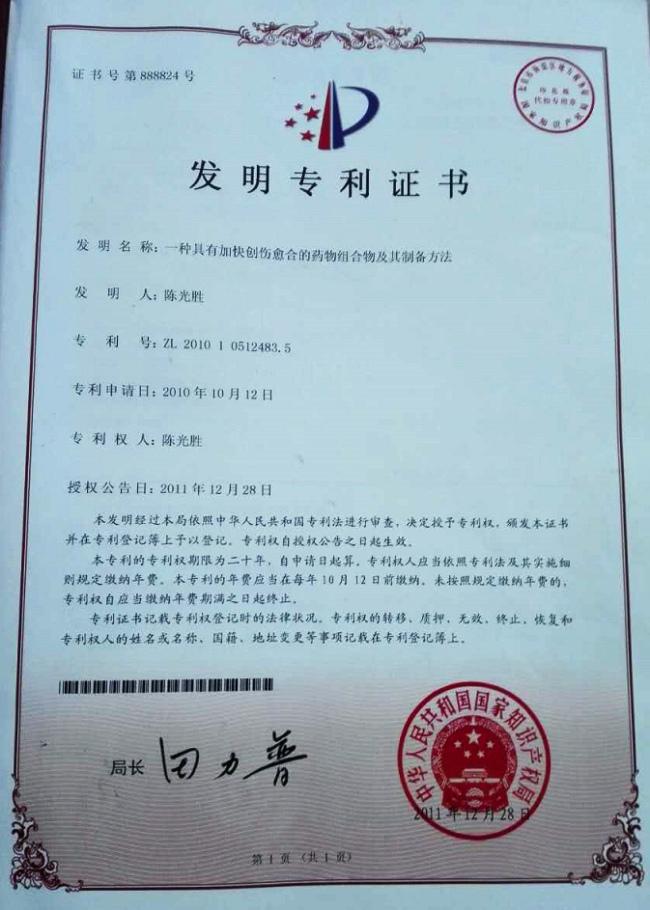 证书号第888824号
印花税
代扣专用章
发明专利证书
发明名称：一种具有加快创伤愈合的药物组合物及其制备方法
发明人：陈光胜
专利号：ZL 2010 1 0512483.5
专利申请日：2010年10月12日
专利权人：陈光胜
授权公告日：2011年12月28日
本发明经过本局依照中华人民共和国专利法进行审查，决定授予专利权，颁发本证书
并在专利登记簿上予以登记。专利权自授权公告之日起生效。
本专利的专利权期限为二十年，自申请日起算。专利权人应当依照专利法及其实施细
则规定缴纳年费。本专利的年费应当在每年10月12日前缴纳。未按照规定缴纳年费的，
专利权自应当缴纳年费期满之日起终止。
专利证书记载专利权登记时的法律状况。专利权的转移、质押、无效、终止、恢复和
专利权人的姓名或名称、国籍、地址变更等事项记载在专利登记簿上。
局长 田力普
中华人民共和国国家知识产权局
2011年12月28日
第1页（共1页）